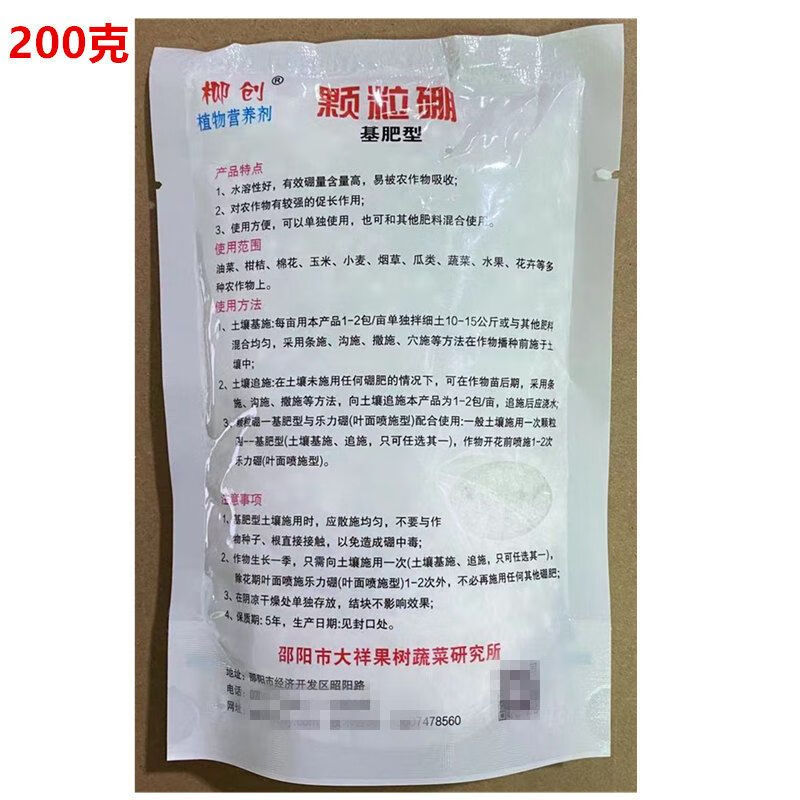 200克
柳创®
植物营养剂
颗粒硼
基肥型
产品特点
1、水溶性好，有效硼量含量高，易被农作物吸收；
2、对农作物有较强的促长作用；
3、使用方便，可以单独使用，也可和其他肥料混合使用。
使用范围
油菜、柑桔、棉花、玉米、小麦、烟草、瓜类、蔬菜、水果、花卉等多
种农作物上。
使用方法
1、土壤基施:每亩用本产品1-2包/亩单独拌细土10-15公斤或与其他肥料
混合均匀，采用条施、沟施、撒施、穴施等方法在作物播种前施于土
壤中；
2、土壤追施:在土壤未施用任何硼肥的情况下，可在作物苗后期，采用条
施、沟施、撒施等方法，向土壤追施本产品为1-2包/亩，追施后应浇水；
3、颗粒硼—基肥型与乐力硼(叶面喷施型)配合使用:一般土壤施用一次颗粒
硼--基肥型(土壤基施、追施，只可任选其一)，作物开花前喷施1-2次
乐力硼(叶面喷施型)。
注意事项
1、基肥型土壤施用时，应散施均匀，不要与作
物种子、根直接接触，以免造成硼中毒；
2、作物生长一季，只需向土壤施用一次(土壤基施、追施，只可任选其一)，
除花期叶面喷施乐力硼(叶面喷施型)1-2次外，不必再施用任何其他硼肥；
3、在阴凉干燥处单独存放，结块不影响效果；
4、保质期:5年，生产日期:见封口处。
邵阳市大祥果树蔬菜研究所
地址：邵阳市经济开发区昭阳路
电话：
网址：
07478560